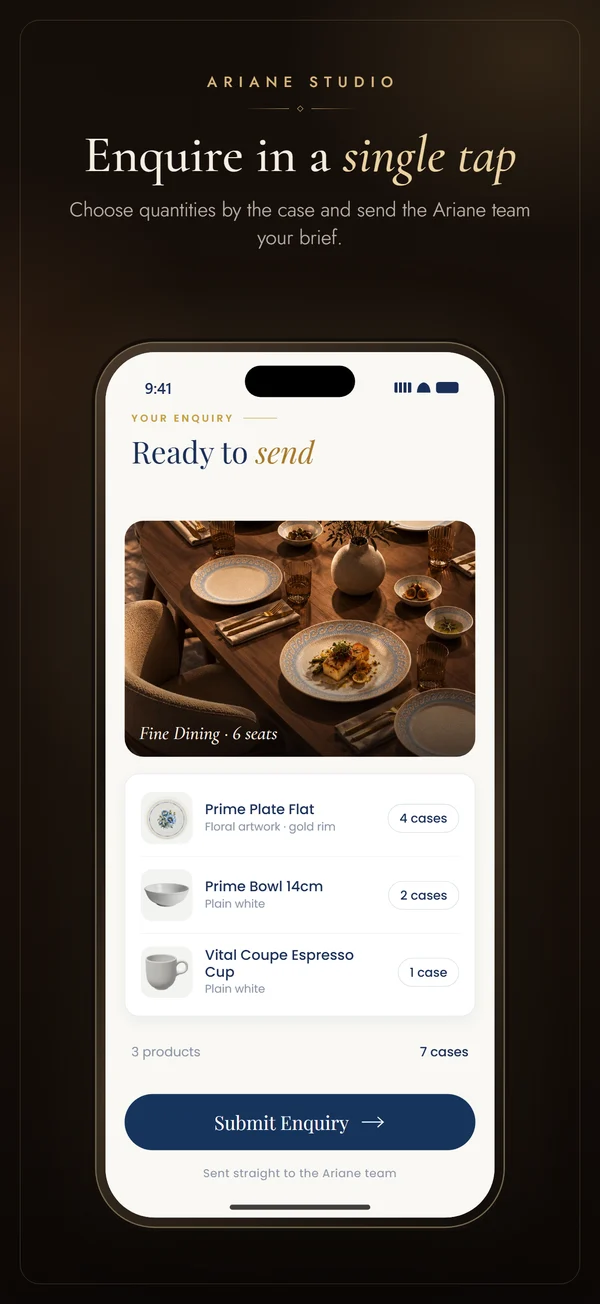 ARIANE STUDIO
Enquire in a single tap
Choose quantities by the case and send the Ariane team
your brief.
9:41
YOUR ENQUIRY
Ready to send
Fine Dining · 6 seats
Prime Plate Flat
Floral artwork · gold rim
4 cases
Prime Bowl 14cm
Plain white
2 cases
Vital Coupe Espresso
Cup
Plain white
1 case
3 products
7 cases
Submit Enquiry →
Sent straight to the Ariane team